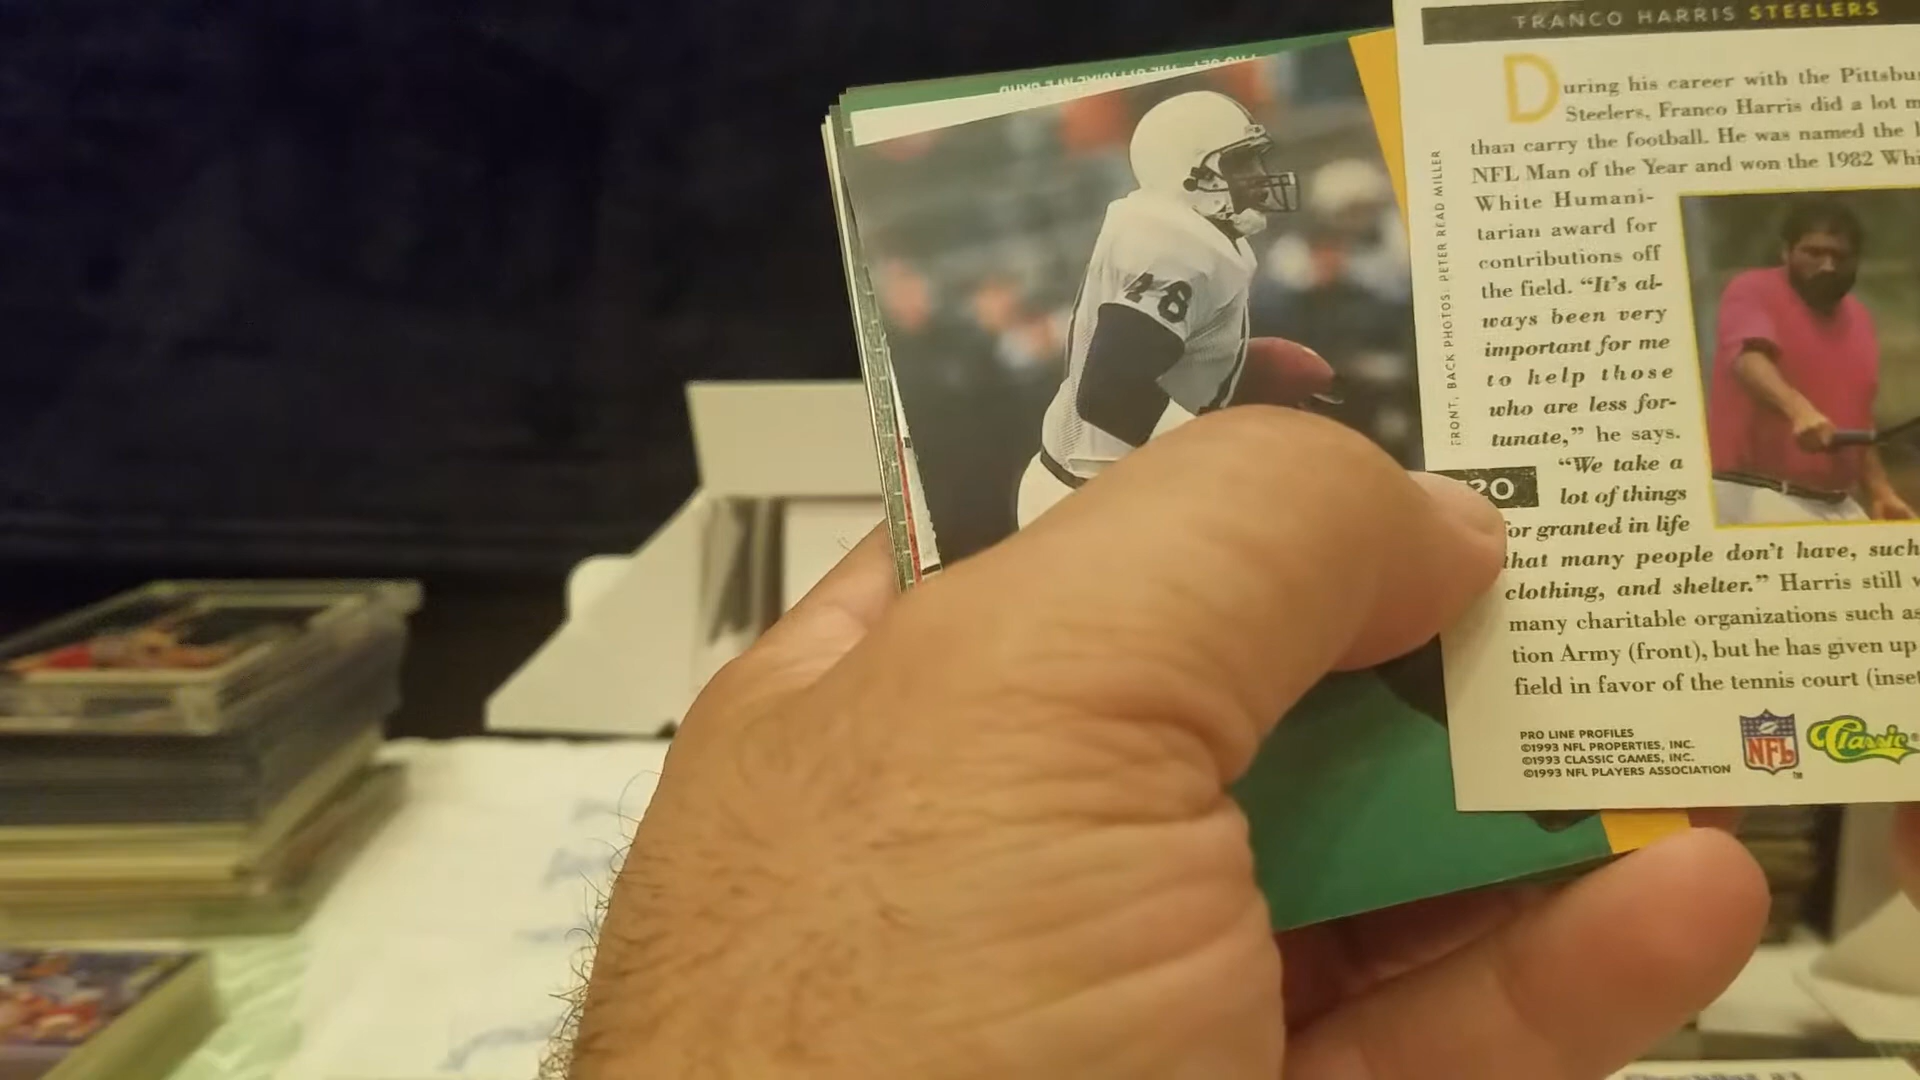 FRANCO HARRIS STEELERS
During his career with the
Steelers, Franco Harris did a lot
than carry the football. He was named the
NFL Man of the Year and won the 1982
White Humani-
tarian award for
contributions off
the field. "It's al-
ways been very
important for me
to help those
who are less for-
tunate," he says.
"We take a
lot of things
for granted in life
that many people don't have, such
clothing, and shelter." Harris still
many charitable organizations such as
tion Army (front), but he has given up
field in favor of the tennis court
FRONT, BACK PHOTOS: PETER READ MILLER
20
PRO LINE PROFILES
©1993 NFL PROPERTIES, INC.
©1993 CLASSIC GAMES, INC.
©1993 NFL PLAYERS ASSOCIATION
NFL
TM
Classic®
18